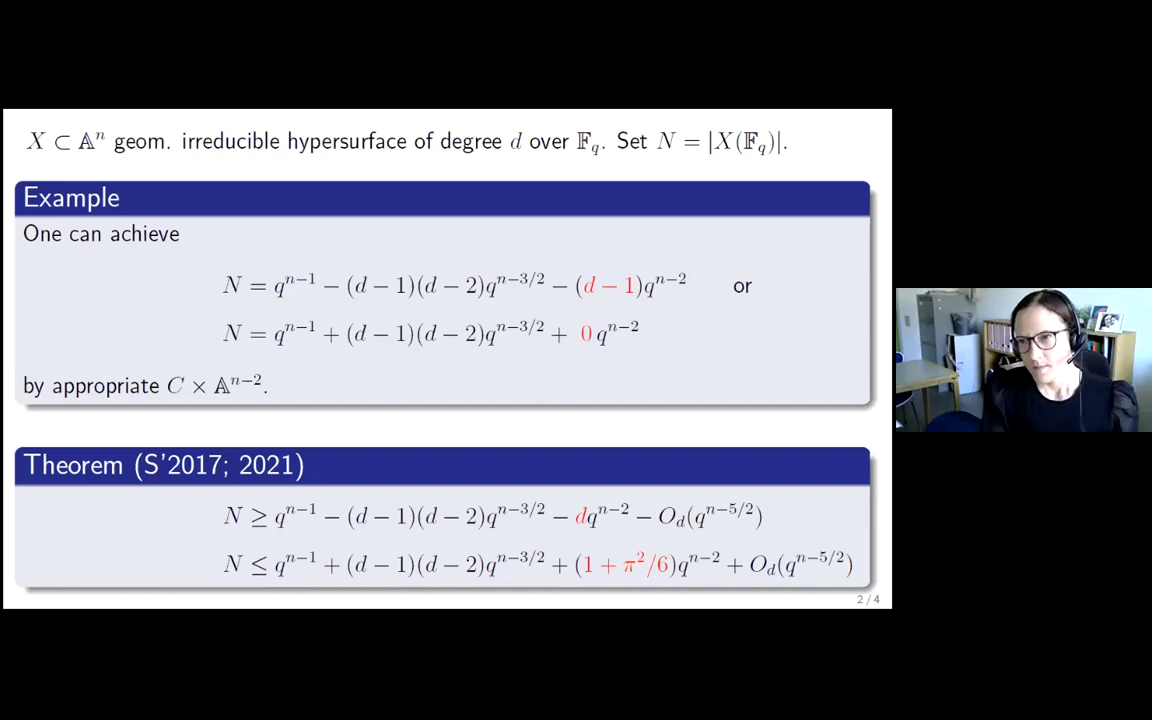 X ⊂ 𝔸ⁿ geom. irreducible hypersurface of degree d over 𝔽_q. Set N = |X(𝔽_q)|.
Example
One can achieve
N = q^{n−1} − (d − 1)(d − 2)q^{n−3/2} − (d − 1)q^{n−2} or
N = q^{n−1} + (d − 1)(d − 2)q^{n−3/2} + 0 q^{n−2}
by appropriate C × 𝔸^{n−2}.
Theorem (S'2017; 2021)
N ≥ q^{n−1} − (d − 1)(d − 2)q^{n−3/2} − dq^{n−2} − O_d(q^{n−5/2})
N ≤ q^{n−1} + (d − 1)(d − 2)q^{n−3/2} + (1 + π²/6)q^{n−2} + O_d(q^{n−5/2})
2 / 4